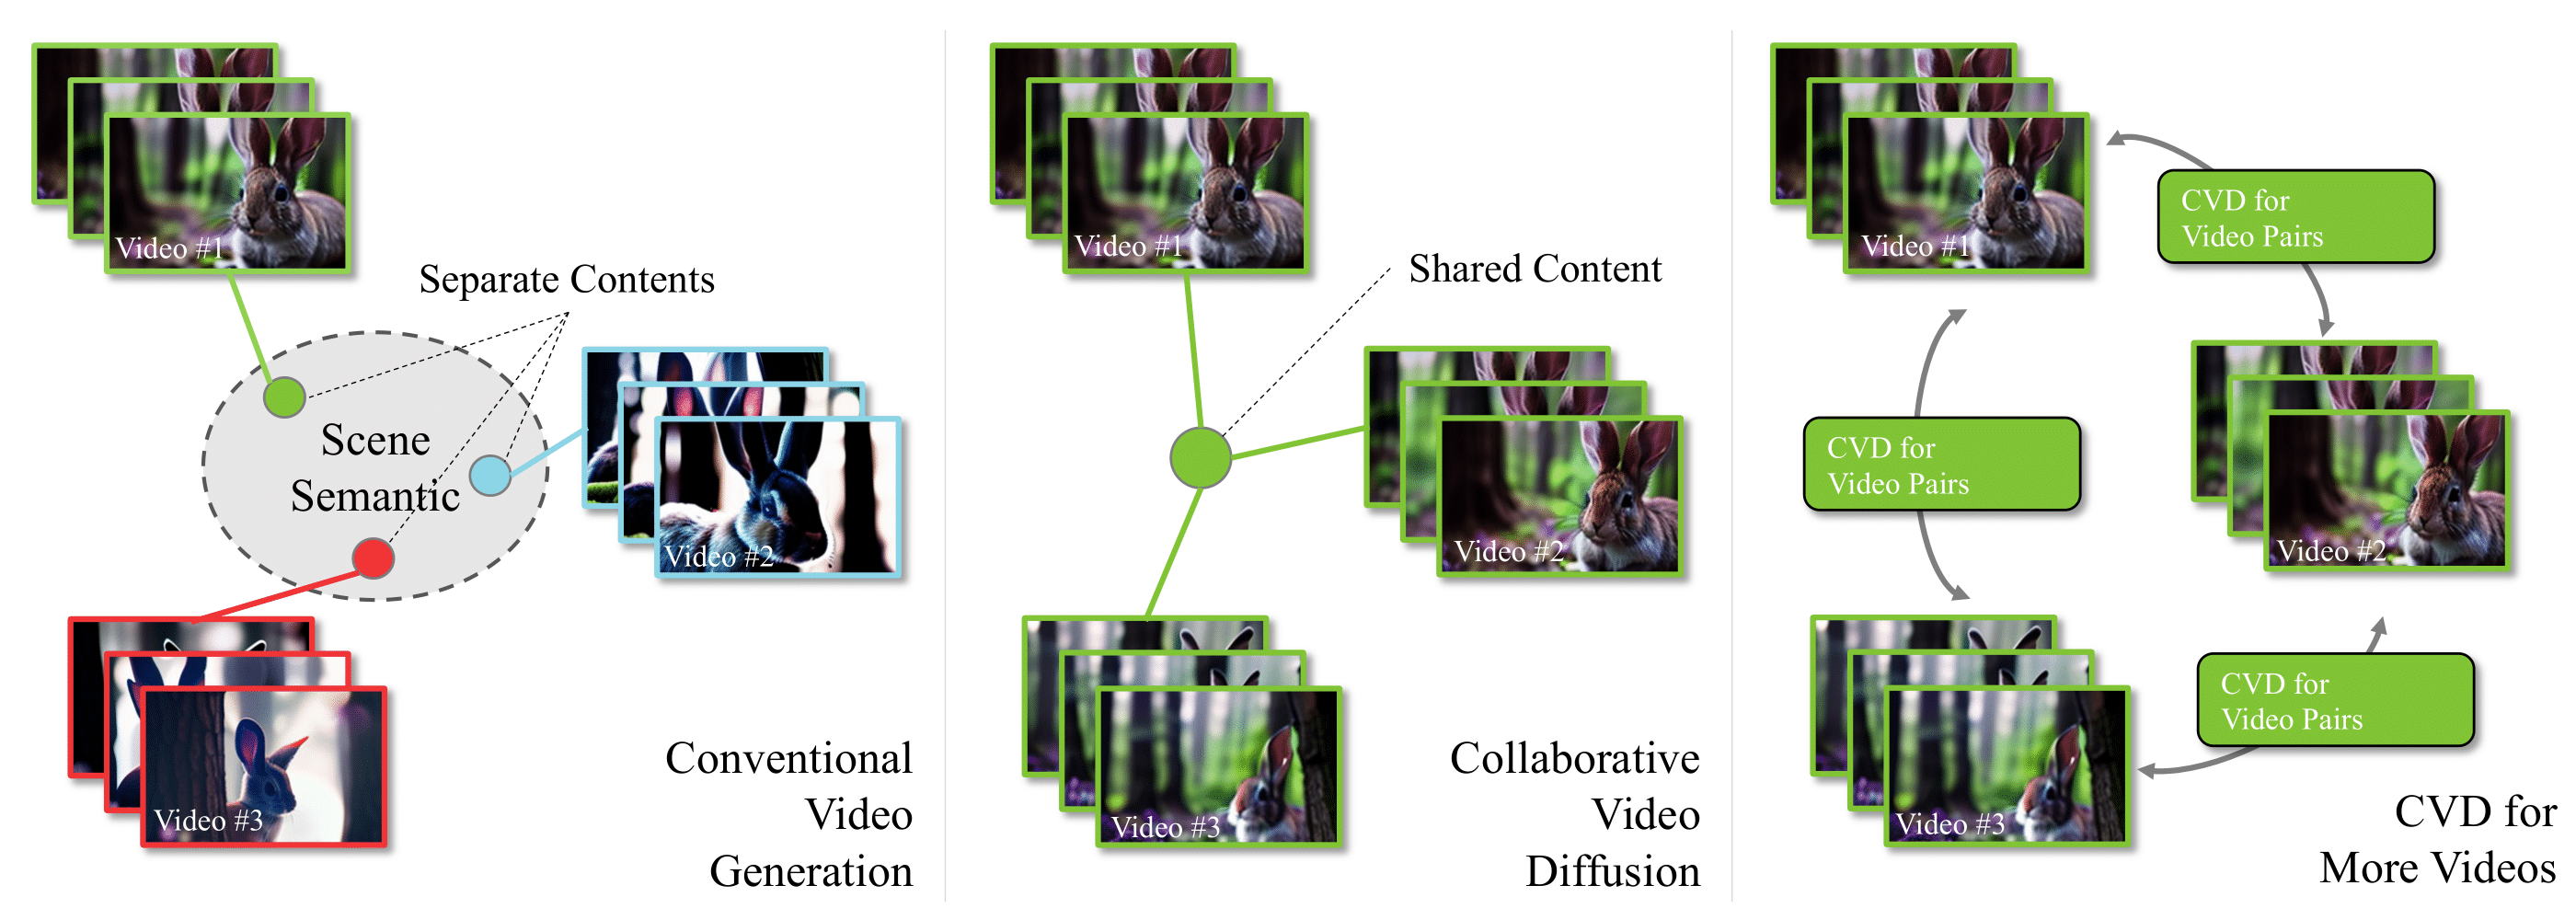 Video #1
Separate Contents
Scene
Semantic
Video #2
Video #3
Conventional
Video
Generation
Video #1
Shared Content
Video #2
Video #3
Collaborative
Video
Diffusion
Video #1
CVD for
Video Pairs
CVD for
Video Pairs
Video #2
CVD for
Video Pairs
Video #3
CVD for
More Videos